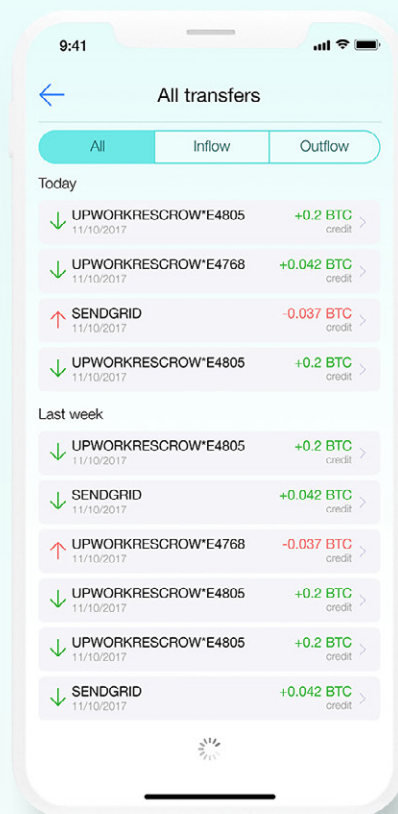 9:41
All transfers
All Inflow Outflow
Today
UPWORKRESCROW*E4805 +0.2 BTC
11/10/2017 credit
UPWORKRESCROW*E4768 +0.042 BTC
11/10/2017 credit
SENDGRID -0.037 BTC
11/10/2017 credit
UPWORKRESCROW*E4805 +0.2 BTC
11/10/2017 credit
Last week
UPWORKRESCROW*E4805 +0.2 BTC
11/10/2017 credit
SENDGRID +0.042 BTC
11/10/2017 credit
UPWORKRESCROW*E4768 -0.037 BTC
11/10/2017 credit
UPWORKRESCROW*E4805 +0.2 BTC
11/10/2017 credit
UPWORKRESCROW*E4805 +0.2 BTC
11/10/2017 credit
SENDGRID +0.042 BTC
11/10/2017 credit